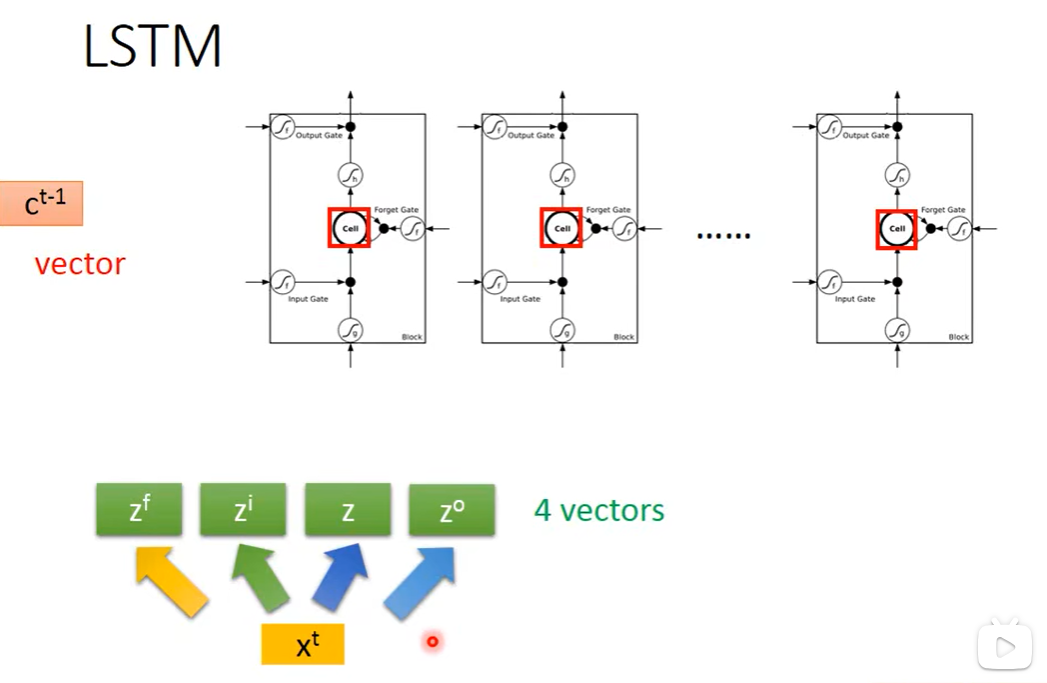 LSTM
Output Gate
Output Gate
Output Gate
f
f
f
h
h
h
c^t-1
Forget Gate
Forget Gate
Forget Gate
Cell
f
Cell
f
......
Cell
f
vector
f
f
f
Input Gate
Input Gate
Input Gate
g
Block
g
Block
g
Block
z^f
z^i
z
z^o
4 vectors
x^t